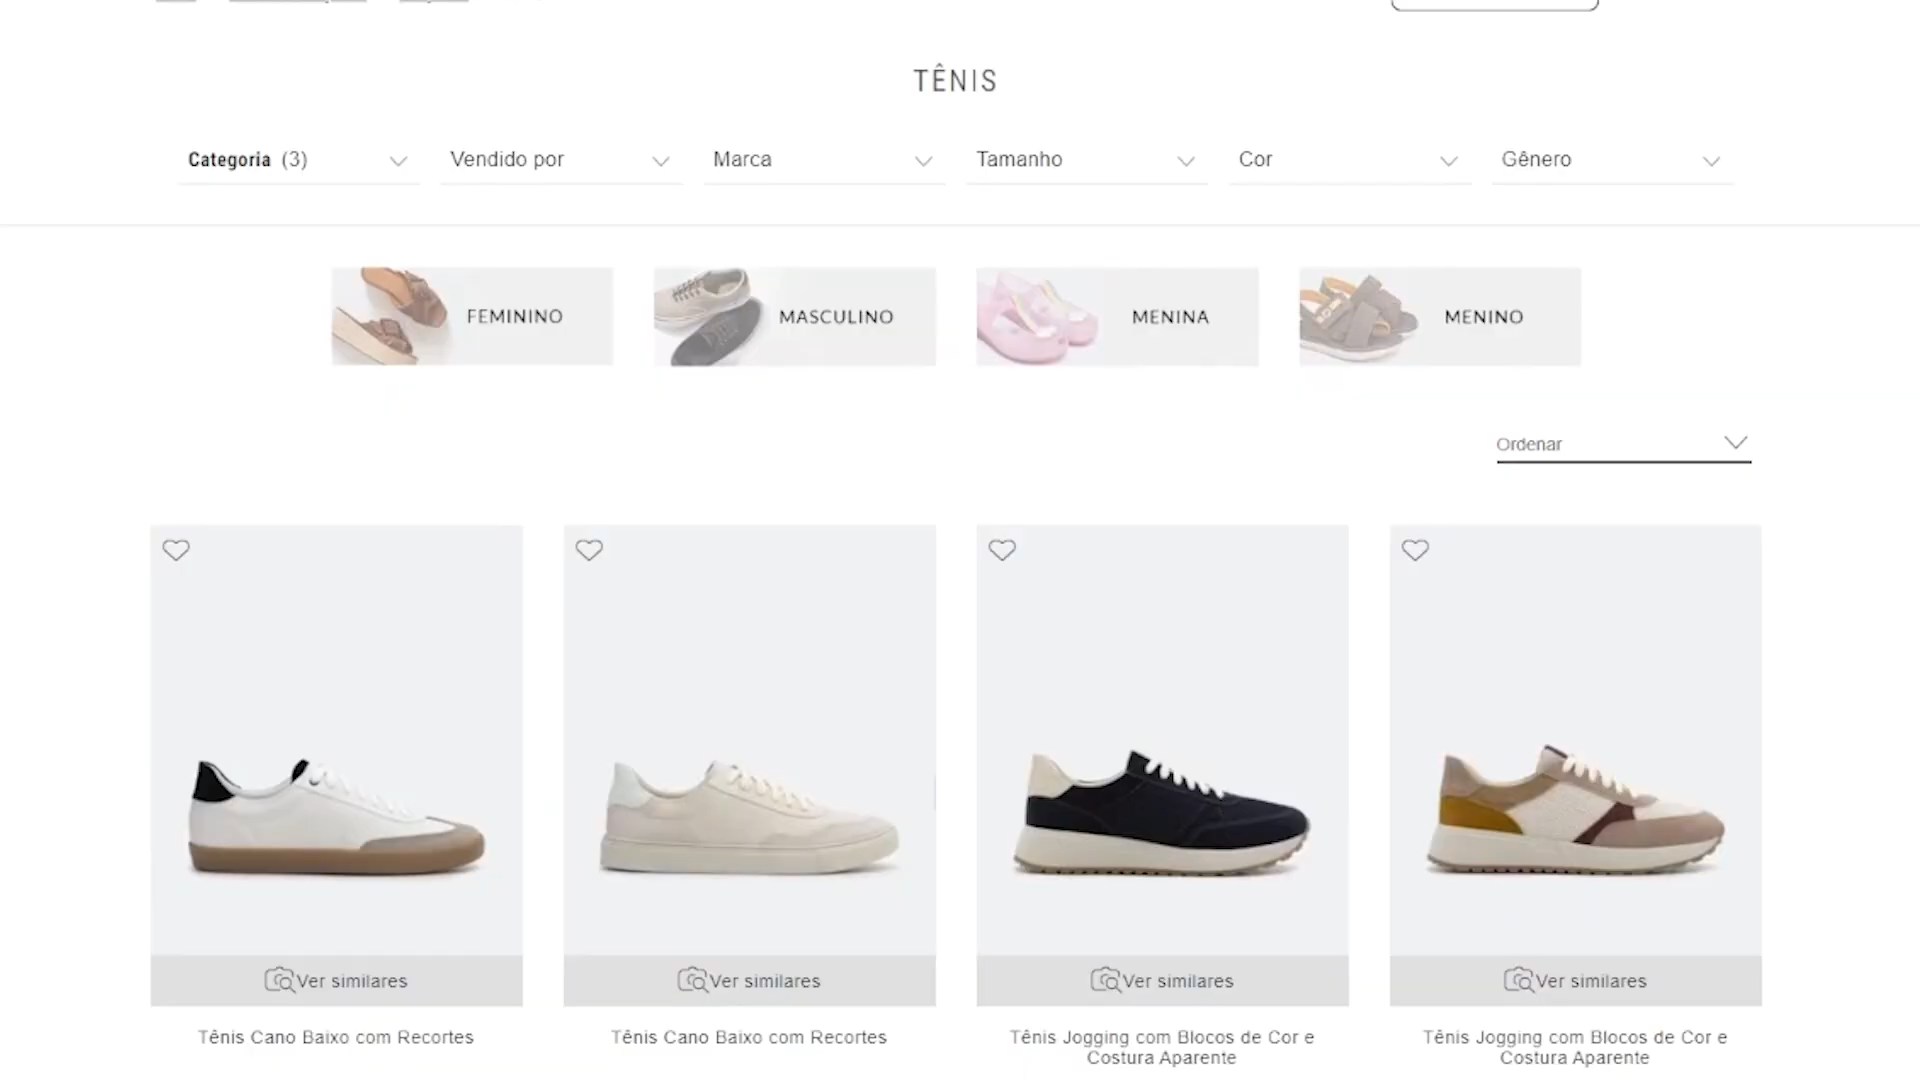 TÊNIS
Categoria (3)
Vendido por
Marca
Tamanho
Cor
Gênero
FEMININO
MASCULINO
MENINA
MENINO
Ordenar
Ver similares
Ver similares
Ver similares
Ver similares
Tênis Cano Baixo com Recortes
Tênis Cano Baixo com Recortes
Tênis Jogging com Blocos de Cor e
Costura Aparente
Tênis Jogging com Blocos de Cor e
Costura Aparente